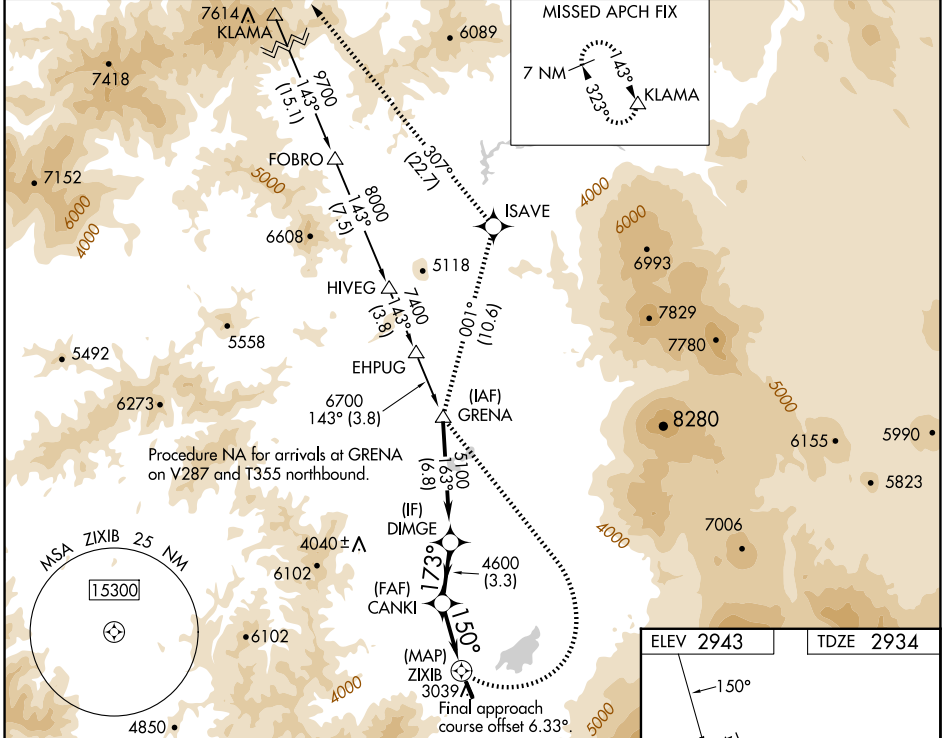 7614
KLAMA
6089
MISSED APCH FIX
7 NM
143°
323°
KLAMA
7418
9700
143°
(15.1)
307°
(22.7)
FOBRO
7152
6000
4000
5000
8000
143°
(7.5)
6608
ISAVE
4000
6000
6993
5118
HIVEG
7400
143°
(3.8)
100°
(19.0)
7829
7780
5558
5492
EHPUG
6700
143° (3.8)
(IAF)
GRENA
6273
5000
8280
6155
5990
5823
Procedure NA for arrivals at GRENA
on V287 and T355 northbound.
5100
163°
(6.8)
(IF)
DIMGE
4000
7006
MSA ZIXIB 25 NM
15300
4040±
6102
173°
4600
(3.3)
(FAF)
CANKI
150°
6102
(MAP)
ZIXIB
3039
4000
Final approach
course offset 6.33°.
5000
4850
ELEV 2943
TDZE 2934
150°